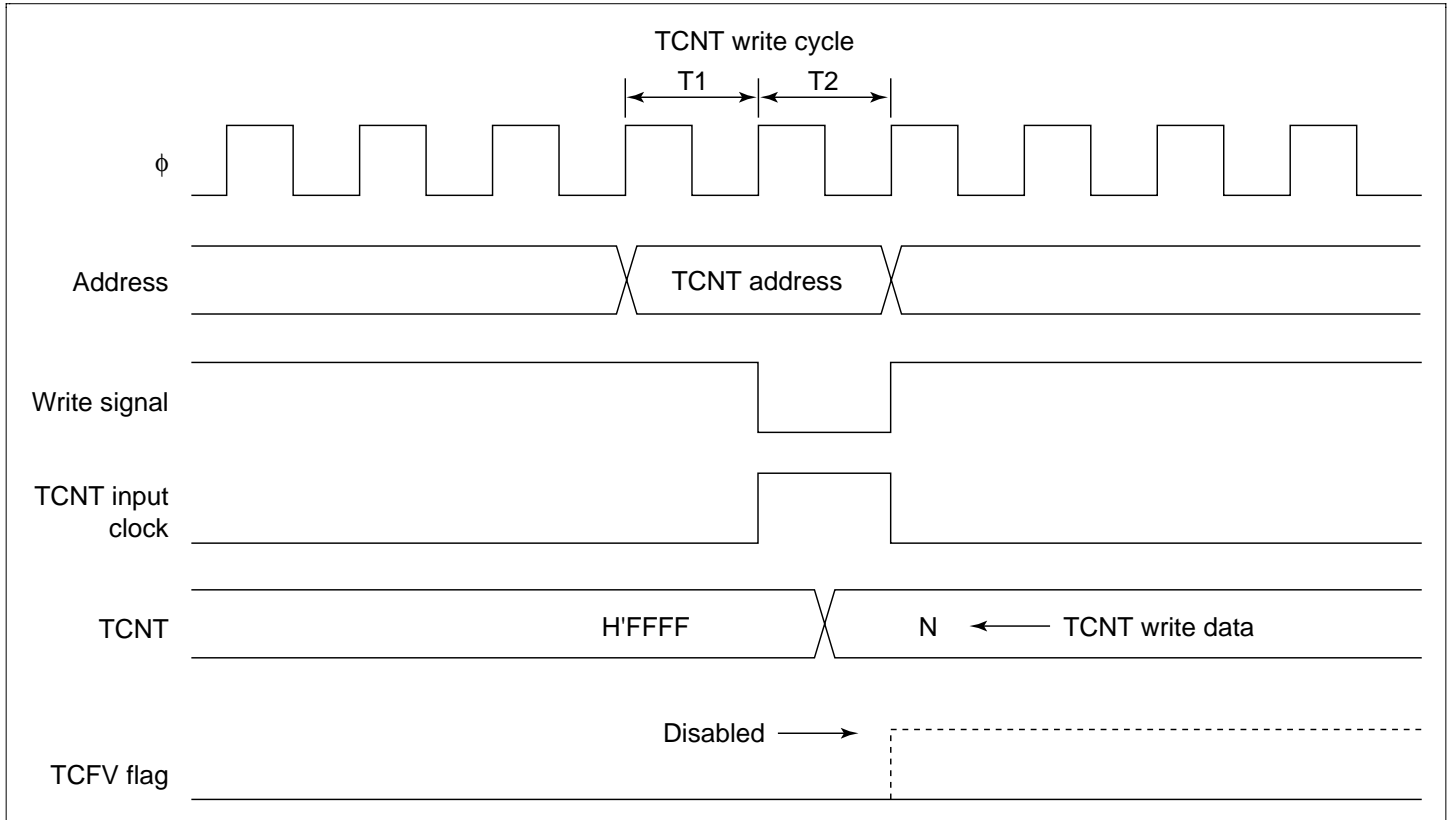 TCNT write cycle
T1 T2
ϕ
Address
TCNT address
Write signal
TCNT input
clock
TCNT
H'FFFF
N
TCNT write data
Disabled
TCFV flag